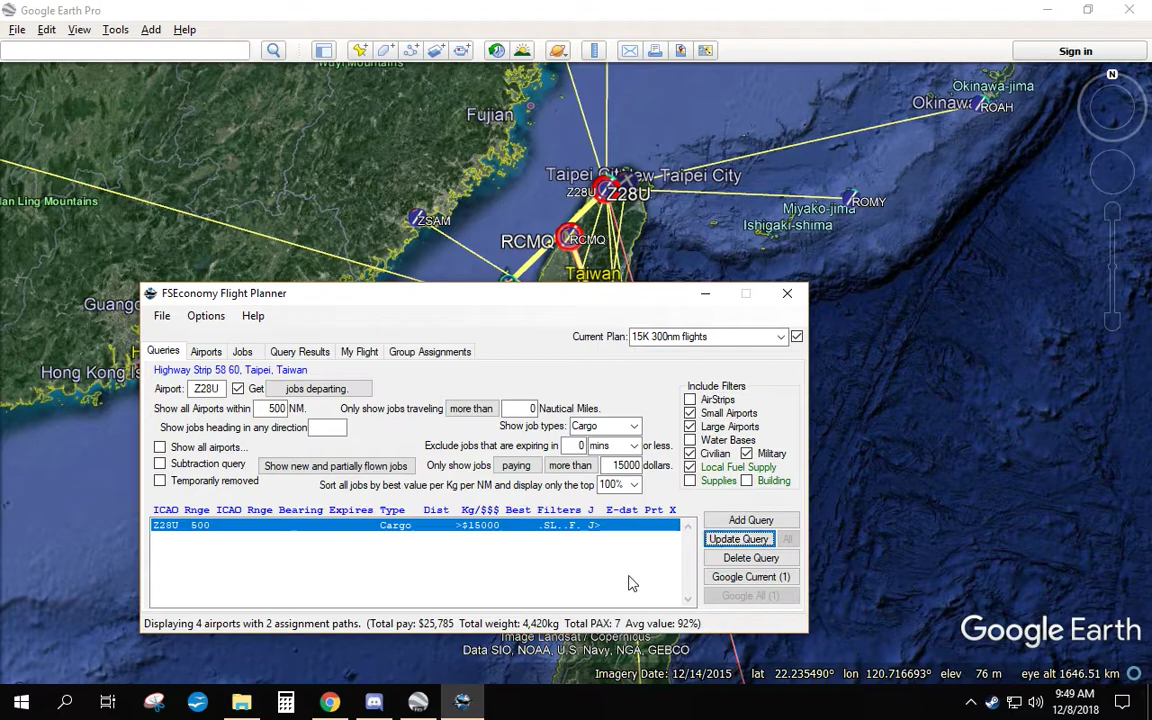 Google Earth Pro
File Edit View Tools Add Help
Sign in
Wuyi Mountains
Fujian
Okinawa-jima
Okinawa
ROAH
N
Taipei City
New Taipei City
Z28U
Z28U
lan Ling Mountains
ZSAM
Miyako-jima
ROMY
Ishigaki-shima
RCMQ
RCMQ
Taiwan
Guang
Hong Kong
FSEconomy Flight Planner
File Options Help
Current Plan: 15K 300nm flights
Queries Airports Jobs Query Results My Flight Group Assignments
Highway Strip 58 60, Taipei, Taiwan
Airport: Z28U Get jobs departing.
Include Filters
Show all Airports within 500 NM. Only show jobs traveling more than 0 Nautical Miles.
AirStrips
Small Airports
Show jobs heading in any direction
Show job types: Cargo
Large Airports
Water Bases
Show all airports...
Exclude jobs that are expiring in 0 mins or less.
Civilian Military
Subtraction query
Show new and partially flown jobs
Only show jobs paying more than 15000 dollars.
Local Fuel Supply
Temporarily removed
Sort all jobs by best value per Kg per NM and display only the top 100%
Supplies Building
ICAO Rnge ICAO Rnge Bearing Expires Type Dist Kg/$$$ Best Filters J E-dst Prt X
Z28U 500 Cargo >$15000 .SL..F. J>
Add Query
Update Query All
Delete Query
Google Current (1)
Google All (1)
Displaying 4 airports with 2 assignment paths. (Total pay: $25,785 Total weight: 4,420kg Total PAX: 7 Avg value: 92%)
Image Landsat / Copernicus
Data SIO, NOAA, U.S. Navy, NGA, GEBCO
Google Earth
Imagery Date: 12/14/2015 lat 22.235490° lon 120.716693° elev 76 m eye alt 1646.51 km
9:49 AM
12/8/2018